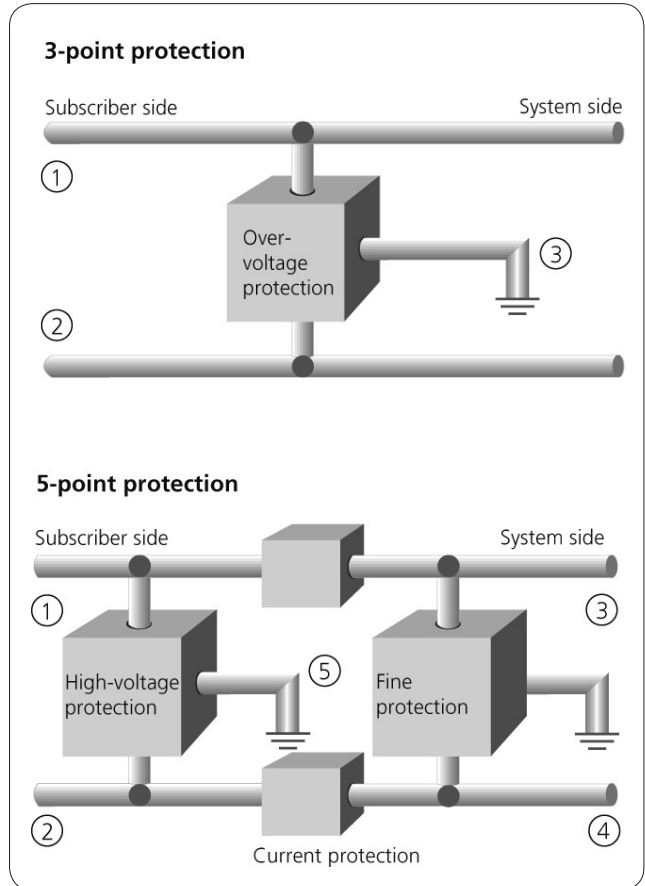 3-point protection
Subscriber side
System side
1
Over-
voltage
protection
3
2
5-point protection
Subscriber side
System side
1
3
High-voltage
protection
5
Fine
protection
2
4
Current protection